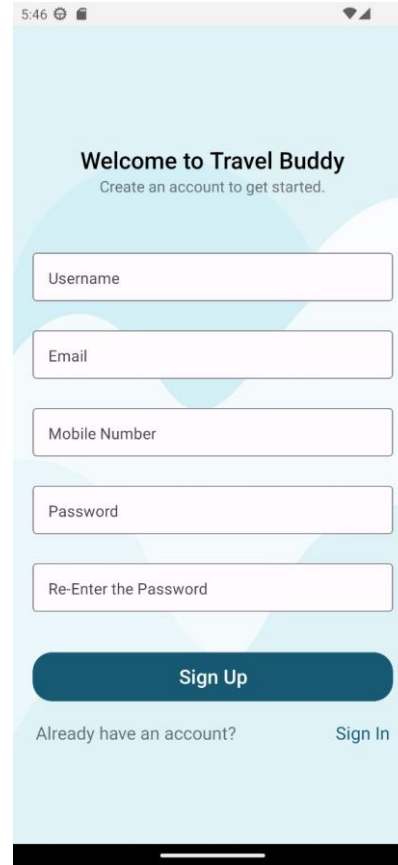 5:46
Welcome to Travel Buddy
Create an account to get started.
Username
Email
Mobile Number
Password
Re-Enter the Password
Sign Up
Already have an account? Sign In